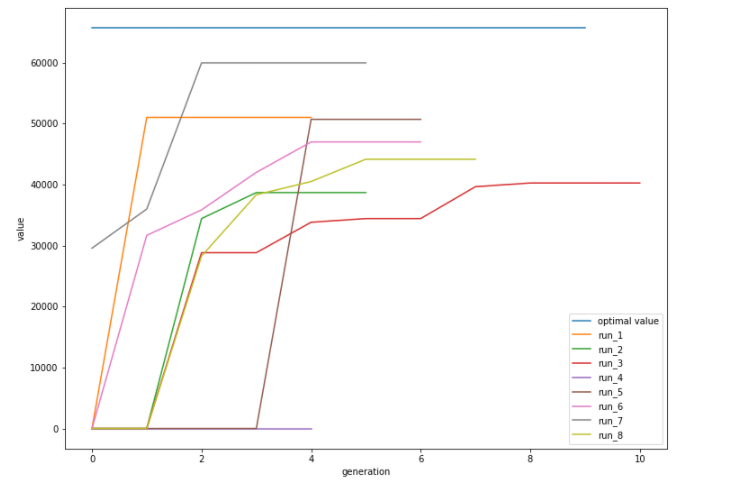 60000
50000
40000
30000
20000
10000
0
value
0 2 4 6 8 10
generation
optimal value
run_1
run_2
run_3
run_4
run_5
run_6
run_7
run_8